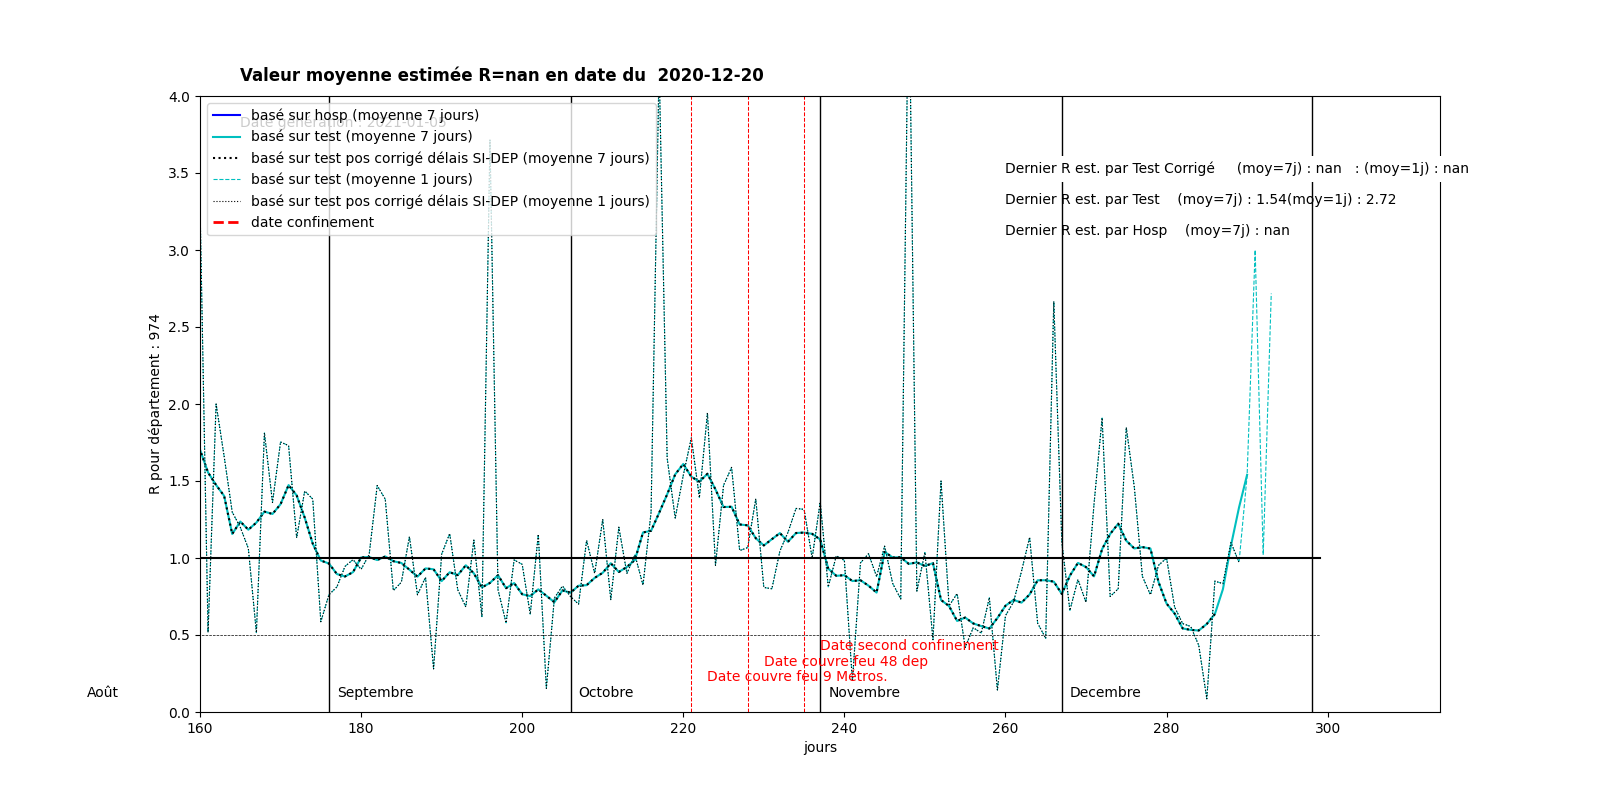 Valeur moyenne estimée R=nan en date du  2020-12-20
Date génération : 2021-01-05
basé sur hosp (moyenne 7 jours)
basé sur test (moyenne 7 jours)
basé sur test pos corrigé délais SI-DEP (moyenne 7 jours)
basé sur test (moyenne 1 jours)
basé sur test pos corrigé délais SI-DEP (moyenne 1 jours)
date confinement
Dernier R est. par Test Corrigé     (moy=7j) : nan   : (moy=1j) : nan
Dernier R est. par Test    (moy=7j) : 1.54(moy=1j) : 2.72
Dernier R est. par Hosp    (moy=7j) : nan
4.0
3.5
3.0
2.5
2.0
1.5
1.0
0.5
0.0
R pour département : 974
Date second confinement
Date couvre feu 48 dep
Date couvre feu 9 Métros.
Août
Septembre
Octobre
Novembre
Decembre
160
180
200
220
240
260
280
300
jours